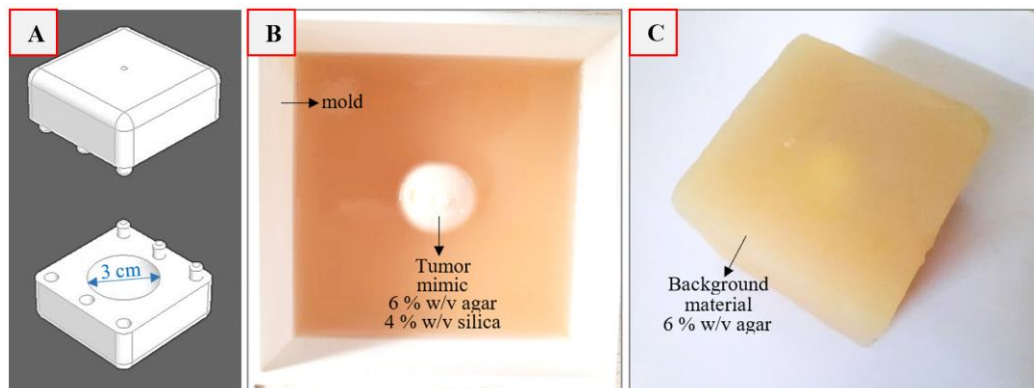 A
3 cm
B
mold
Tumor
mimic
6 % w/v agar
4 % w/v silica
C
Background
material
6 % w/v agar